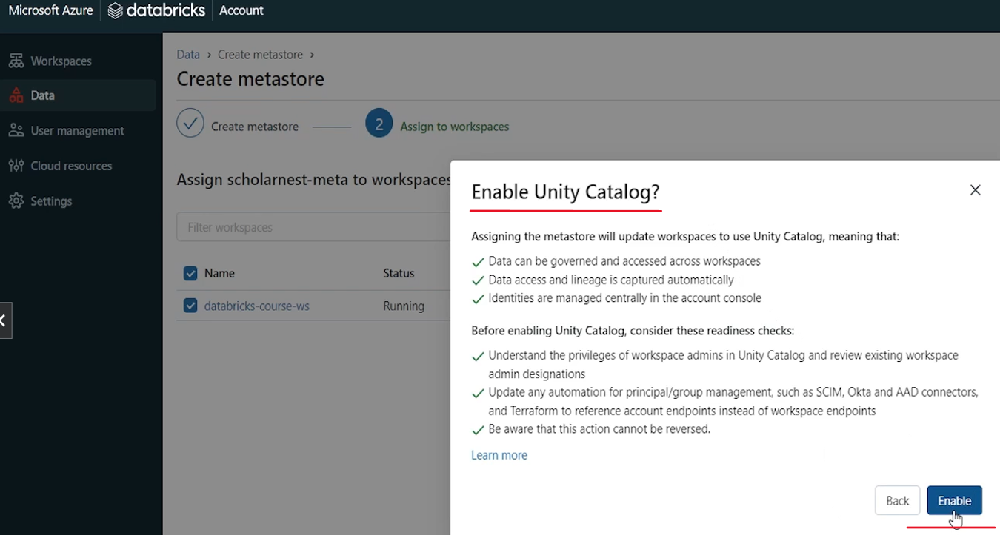 Microsoft Azure databricks Account
Workspaces
Data
User management
Cloud resources
Settings
Data › Create metastore ›
Create metastore
Create metastore 2 Assign to workspaces
Assign scholarnest-meta to workspaces
Filter workspaces
Name Status
databricks-course-ws Running
Enable Unity Catalog?
Assigning the metastore will update workspaces to use Unity Catalog, meaning that:
Data can be governed and accessed across workspaces
Data access and lineage is captured automatically
Identities are managed centrally in the account console
Before enabling Unity Catalog, consider these readiness checks:
Understand the privileges of workspace admins in Unity Catalog and review existing workspace
admin designations
Update any automation for principal/group management, such as SCIM, Okta and AAD connectors,
and Terraform to reference account endpoints instead of workspace endpoints
Be aware that this action cannot be reversed.
Learn more
Back Enable